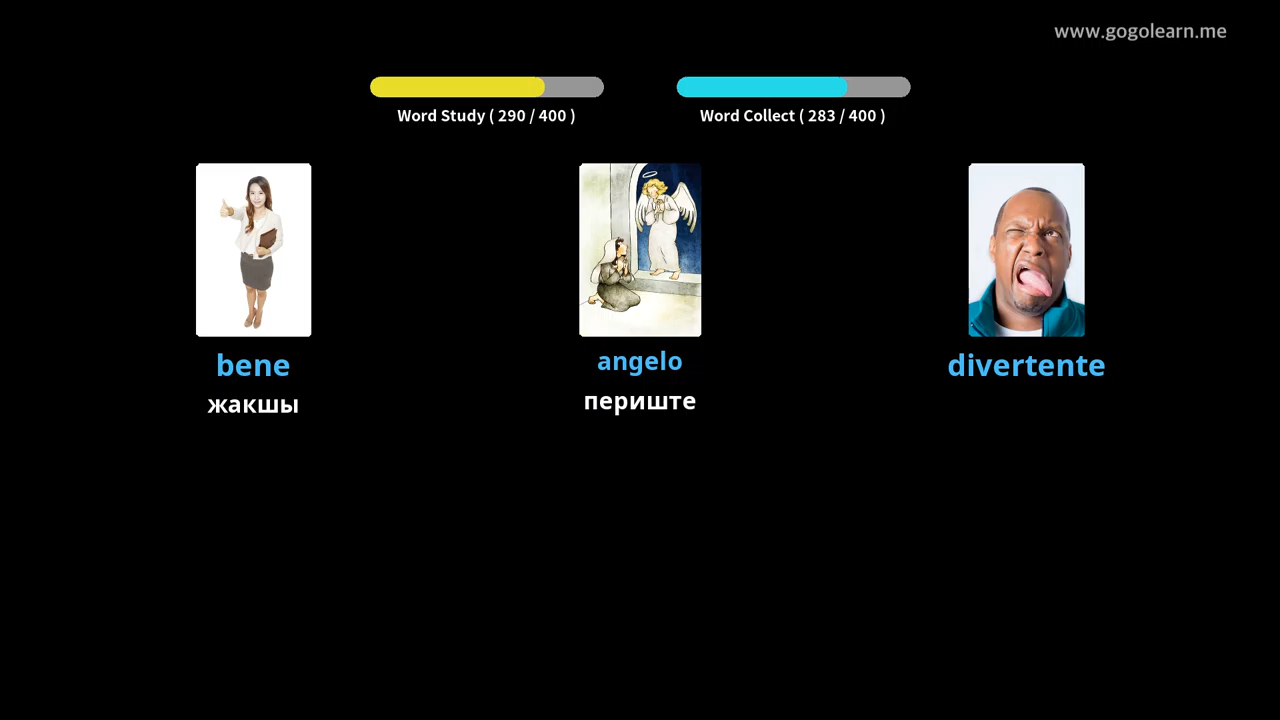 www.gogolearn.me
Word Study ( 290 / 400 )
Word Collect ( 283 / 400 )
bene
жакшы
angelo
периште
divertente